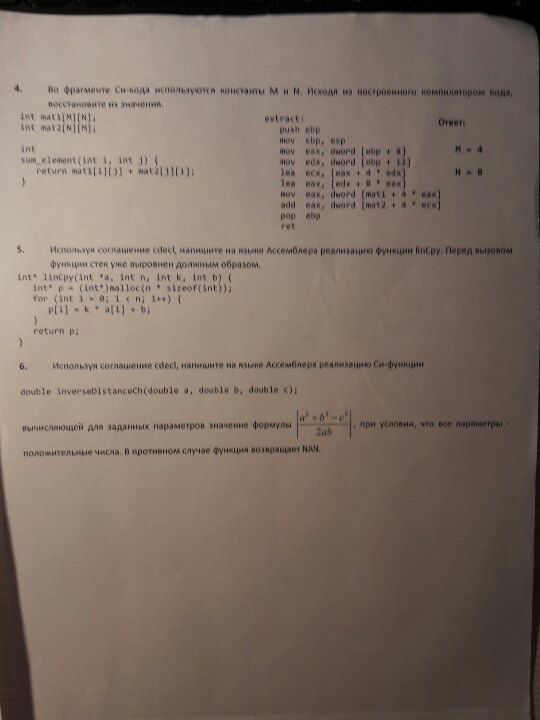 4. Во фрагменте Си-кода используются константы M и N. Исходя из построенного компилятором кода,
восстановите их значения.
int mat1[M][N];
int mat2[N][M];
int
sum_element(int i, int j) {
return mat1[i][j] + mat2[j][i];
}
extract:
push ebp
mov ebp, esp
mov eax, dword [ebp + 8]
mov edx, dword [ebp + 12]
lea ecx, [eax + 4 * edx]
lea eax, [edx + 8 * eax]
mov eax, dword [mat1 + 4 * eax]
add eax, dword [mat2 + 4 * ecx]
pop ebp
ret
Ответ:
M = 4
N = 8
5. Используя соглашение cdecl, напишите на языке Ассемблера реализацию функции linCpy. Перед вызовом
функции стек уже выровнен должным образом.
int* linCpy(int *a, int n, int k, int b) {
int* p = (int*)malloc(n * sizeof(int));
for (int i = 0; i < n; i++) {
p[i] = k * a[i] + b;
}
return p;
}
6. Используя соглашение cdecl, напишите на языке Ассемблера реализацию Си-функции
double inverseDistanceCh(double a, double b, double c);
вычисляющей для заданных параметров значение формулы |(a² + b² − c²) / 2ab|, при условии, что все параметры -
положительные числа. В противном случае функция возвращает NAN.